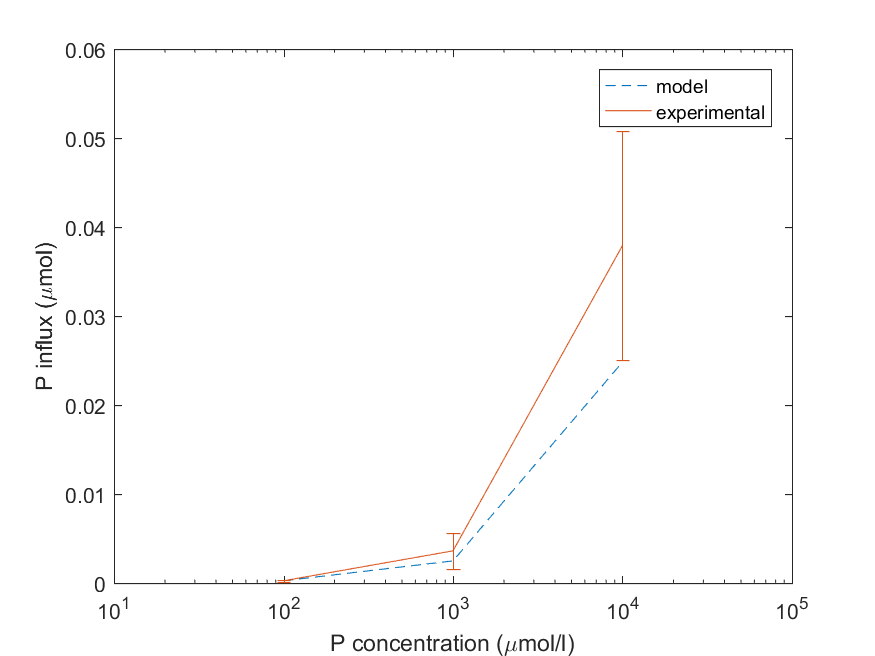 0.06
0.05
0.04
0.03
0.02
0.01
0
P influx (μmol)
model
experimental
10¹ 10² 10³ 10⁴ 10⁵
P concentration (μmol/l)